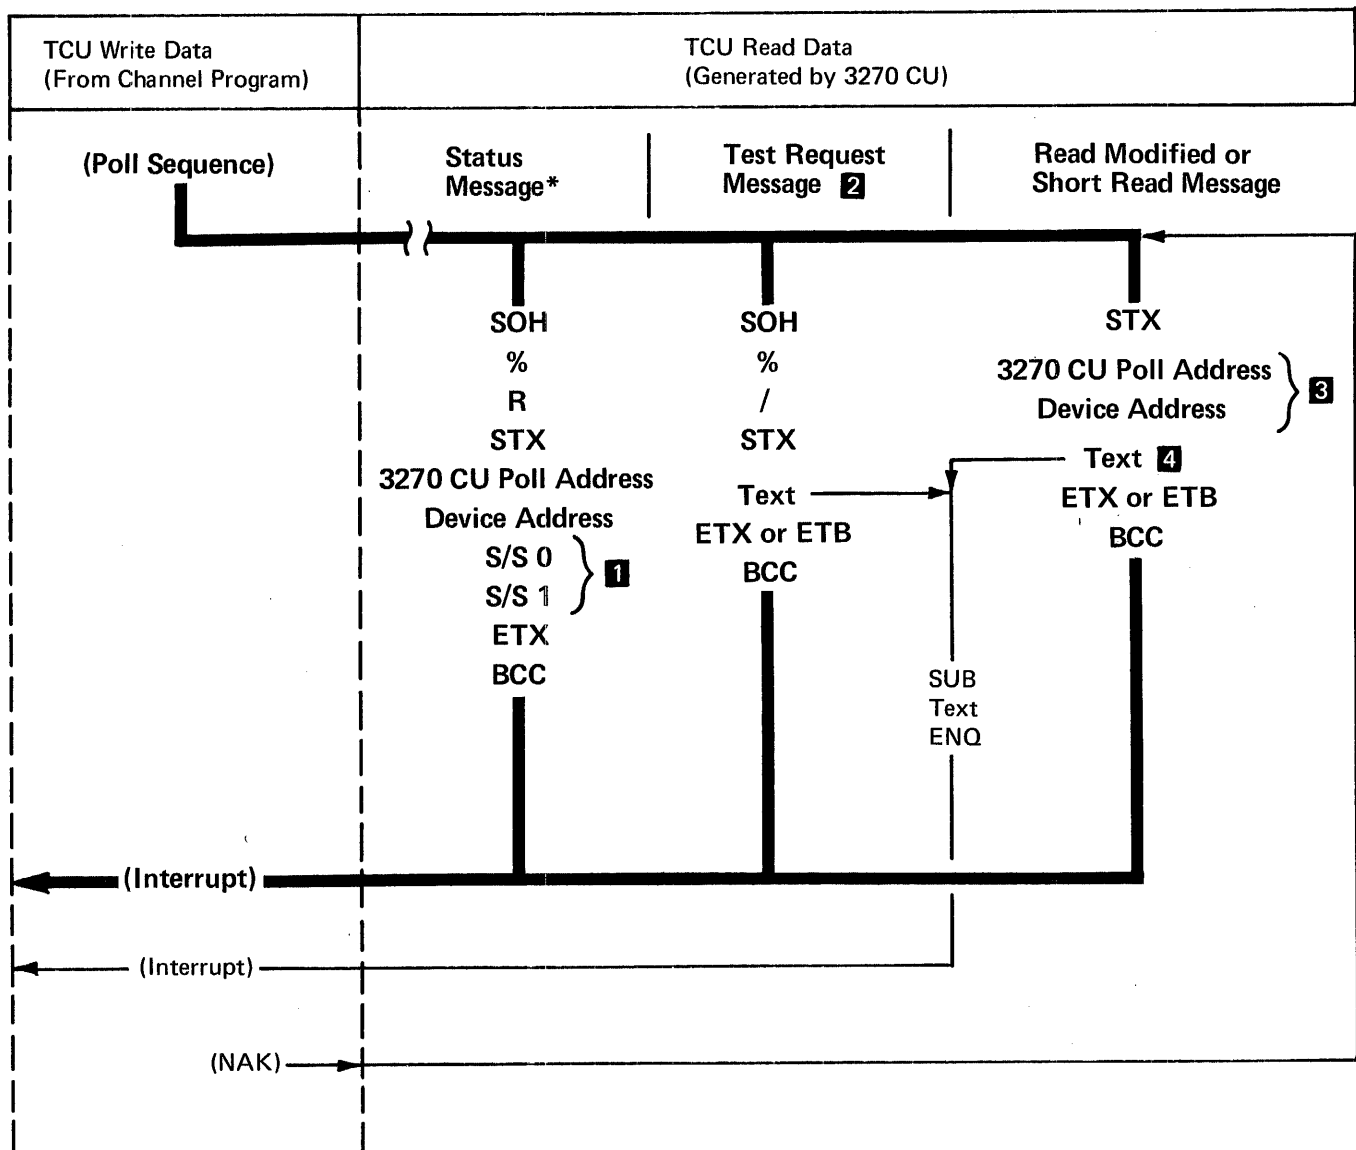 TCU Write Data
(From Channel Program)
TCU Read Data
(Generated by 3270 CU)
(Poll Sequence)
Status
Message*
Test Request
Message 2
Read Modified or
Short Read Message
SOH
%
R
STX
3270 CU Poll Address
Device Address
S/S 0
S/S 1
1
ETX
BCC
SOH
%
/
STX
Text
ETX or ETB
BCC
STX
3270 CU Poll Address
Device Address
3
Text 4
ETX or ETB
BCC
SUB
Text
ENQ
(Interrupt)
(Interrupt)
(NAK)